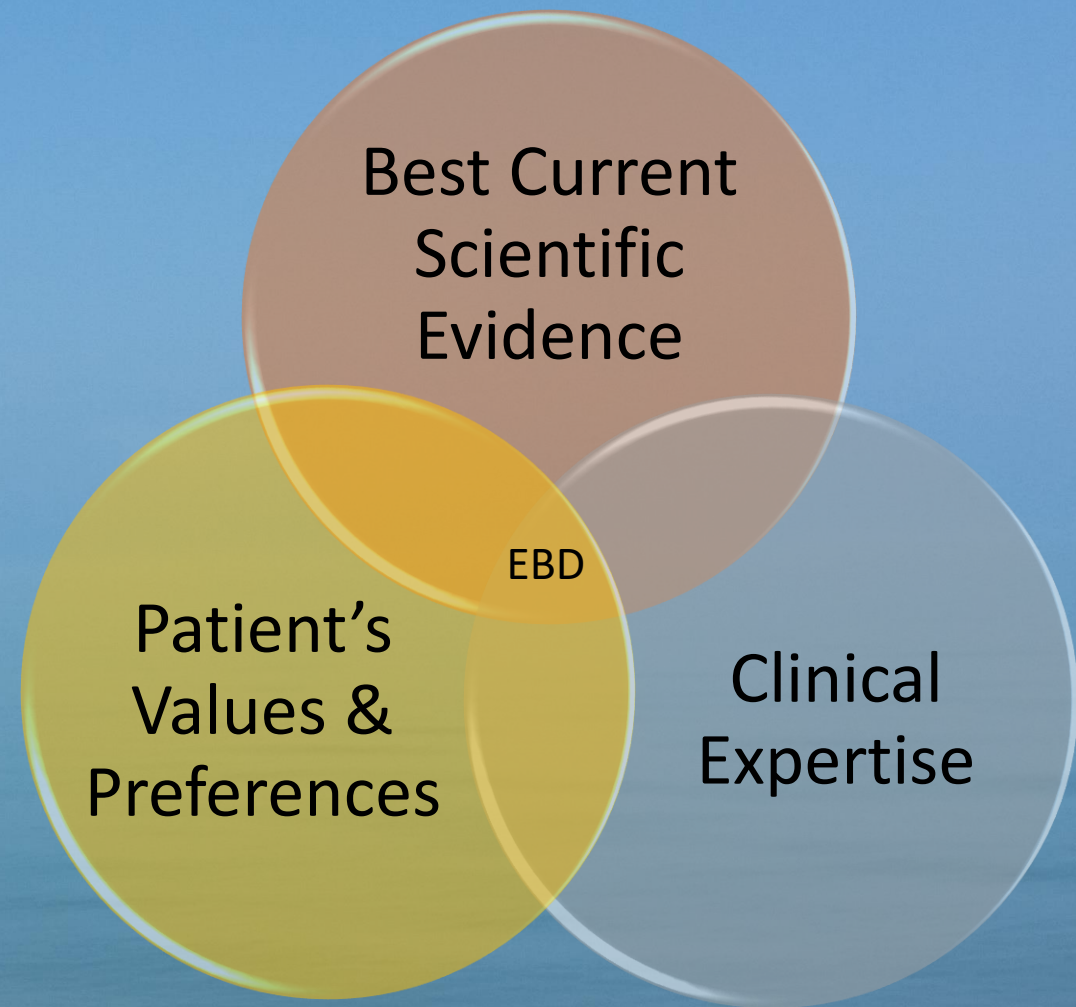 Best Current
Scientific
Evidence
EBD
Patient’s
Values &
Preferences
Clinical
Expertise